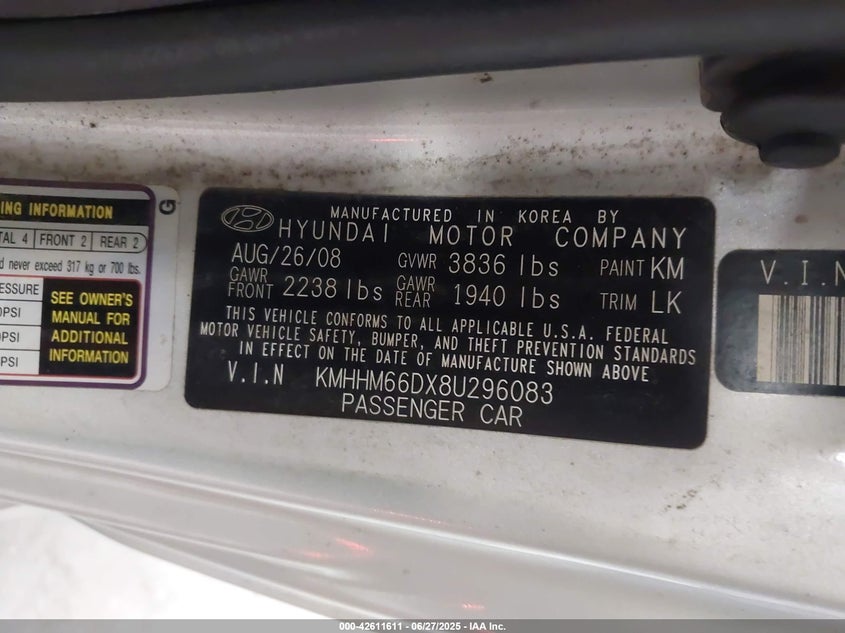 ING INFORMATION
TAL 4 FRONT 2 REAR 2
d never exceed 317 kg or 700 lbs.
ESSURE
SEE OWNER'S
MANUAL FOR
ADDITIONAL
INFORMATION
PSI
PSI
PSI
G
MANUFACTURED IN KOREA BY
HYUNDAI MOTOR COMPANY
AUG/26/08 GVWR 3836 lbs PAINT KM
GAWR FRONT 2238 lbs GAWR REAR 1940 lbs TRIM LK
THIS VEHICLE CONFORMS TO ALL APPLICABLE U.S.A. FEDERAL
MOTOR VEHICLE SAFETY, BUMPER, AND THEFT PREVENTION STANDARDS
IN EFFECT ON THE DATE OF MANUFACTURE SHOWN ABOVE
V.I.N KMHHM66DX8U296083
PASSENGER CAR
V.I.N
000-42611611 - 06/27/2025 - IAA Inc.